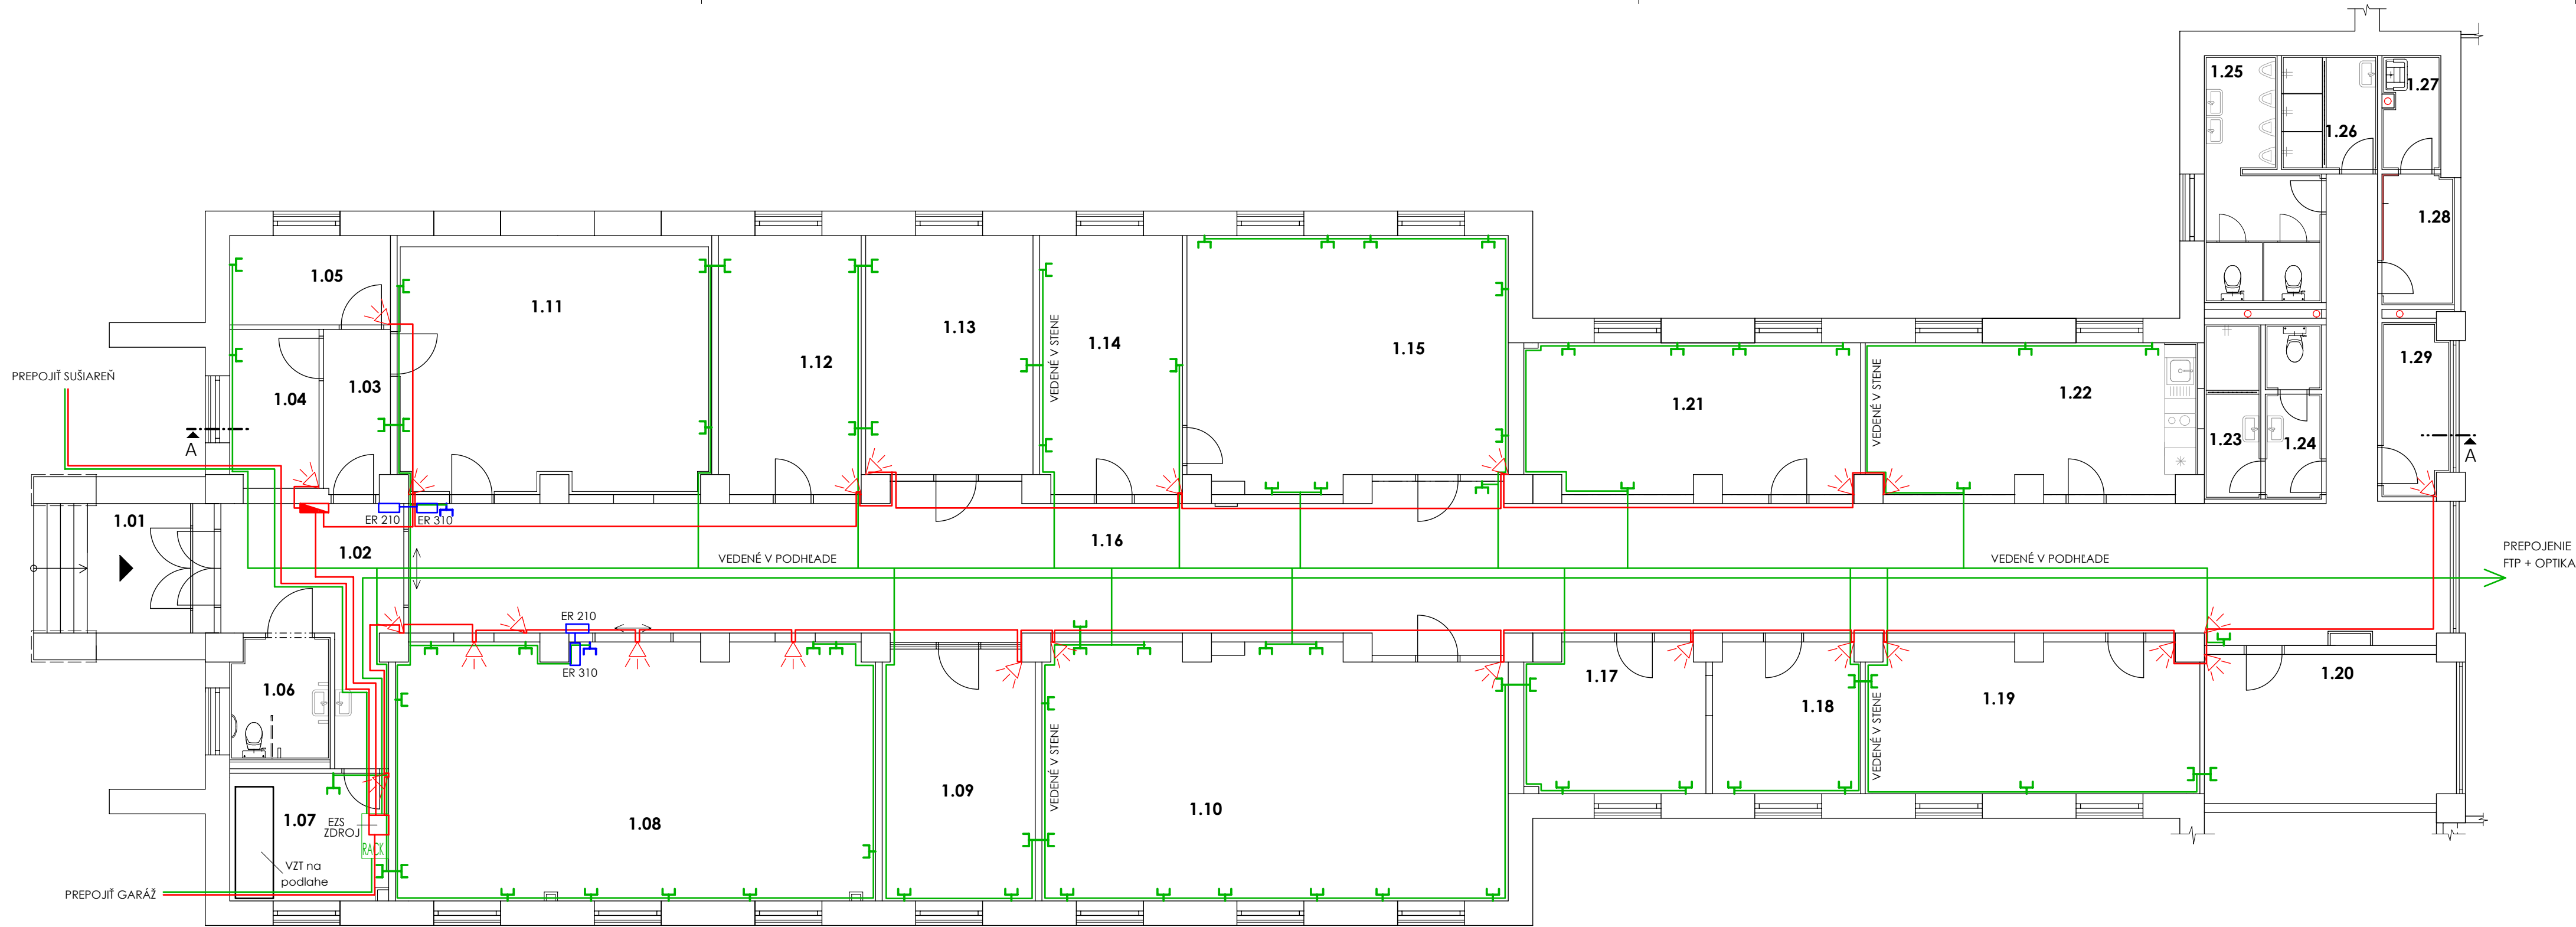 1.25
1.27
1.26
1.28
1.05
1.11
1.13
1.12
VEDENÉ V STENE
1.14
1.15
1.29
PREPOJIŤ SUŠIAREŇ
1.04
1.03
1.21
VEDENÉ V STENE
1.22
1.23
1.24
A
A
1.01
ER 210
ER 310
1.02
1.16
VEDENÉ V PODHĽADE
VEDENÉ V PODHĽADE
PREPOJENIE
FTP + OPTIKA
ER 210
ER 310
1.06
1.17
1.18
1.19
1.20
VEDENÉ V STENE
VEDENÉ V STENE
1.07
EZS
ZDROJ
RACK
1.08
1.09
1.10
VZT na
podlahe
PREPOJIŤ GARÁŽ